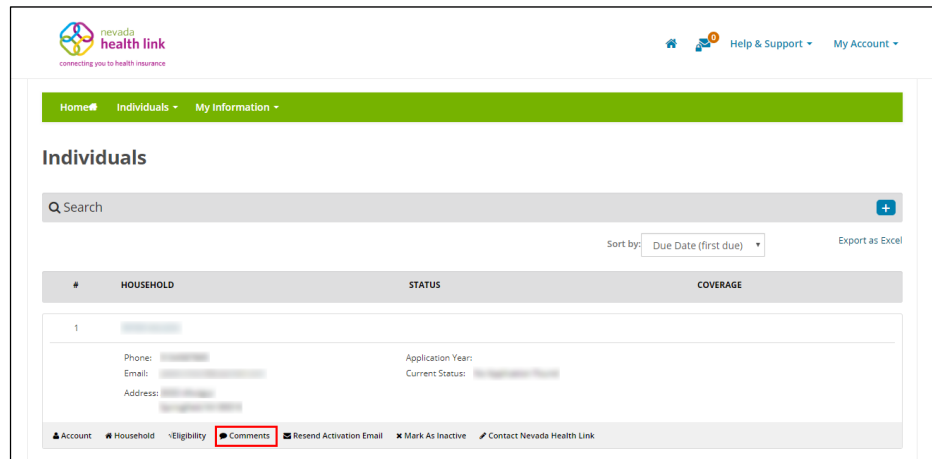 nevada
health link
connecting you to health insurance
0
Help & Support
My Account
Home
Individuals
My Information
Individuals
Search
+
Sort by: Due Date (first due)
Export as Excel
# HOUSEHOLD STATUS COVERAGE
1
Phone: Application Year:
Email: Current Status:
Address:
Account Household Eligibility Comments Resend Activation Email Mark As Inactive Contact Nevada Health Link